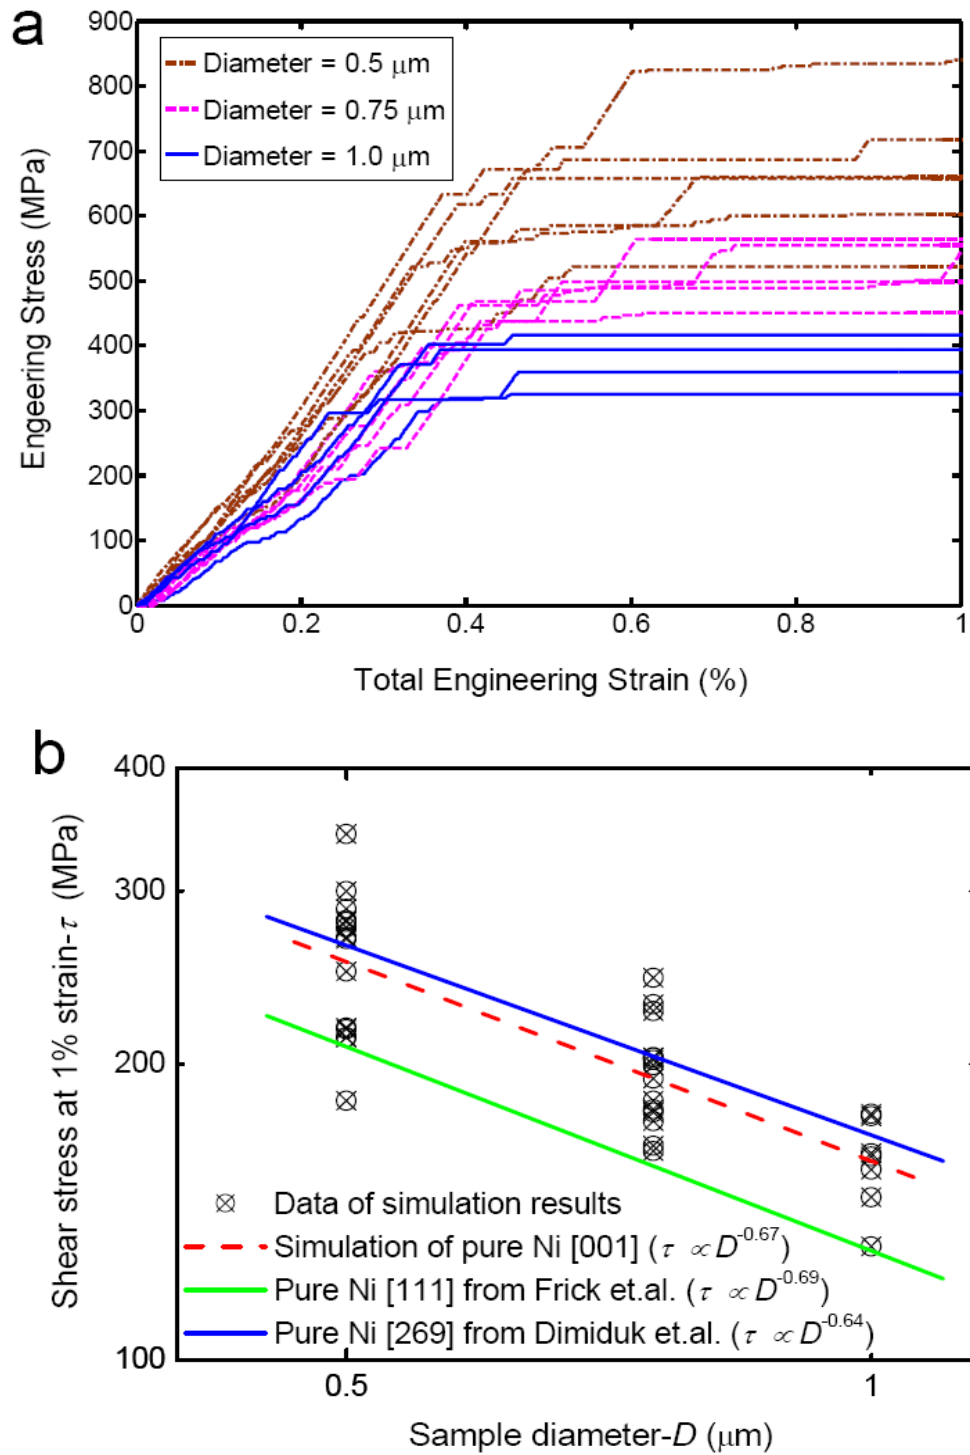 a
900
800
700
600
500
400
300
200
100
0
Engeering Stress (MPa)
Diameter = 0.5 μm
Diameter = 0.75 μm
Diameter = 1.0 μm
0
0.2
0.4
0.6
0.8
1
Total Engineering Strain (%)
b
400
300
200
100
Shear stress at 1% strain-τ (MPa)
Data of simulation results
Simulation of pure Ni [001] (τ ∝D^-0.67)
Pure Ni [111] from Frick et.al. (τ ∝D^-0.69)
Pure Ni [269] from Dimiduk et.al. (τ ∝D^-0.64)
0.5
1
Sample diameter-D (μm)